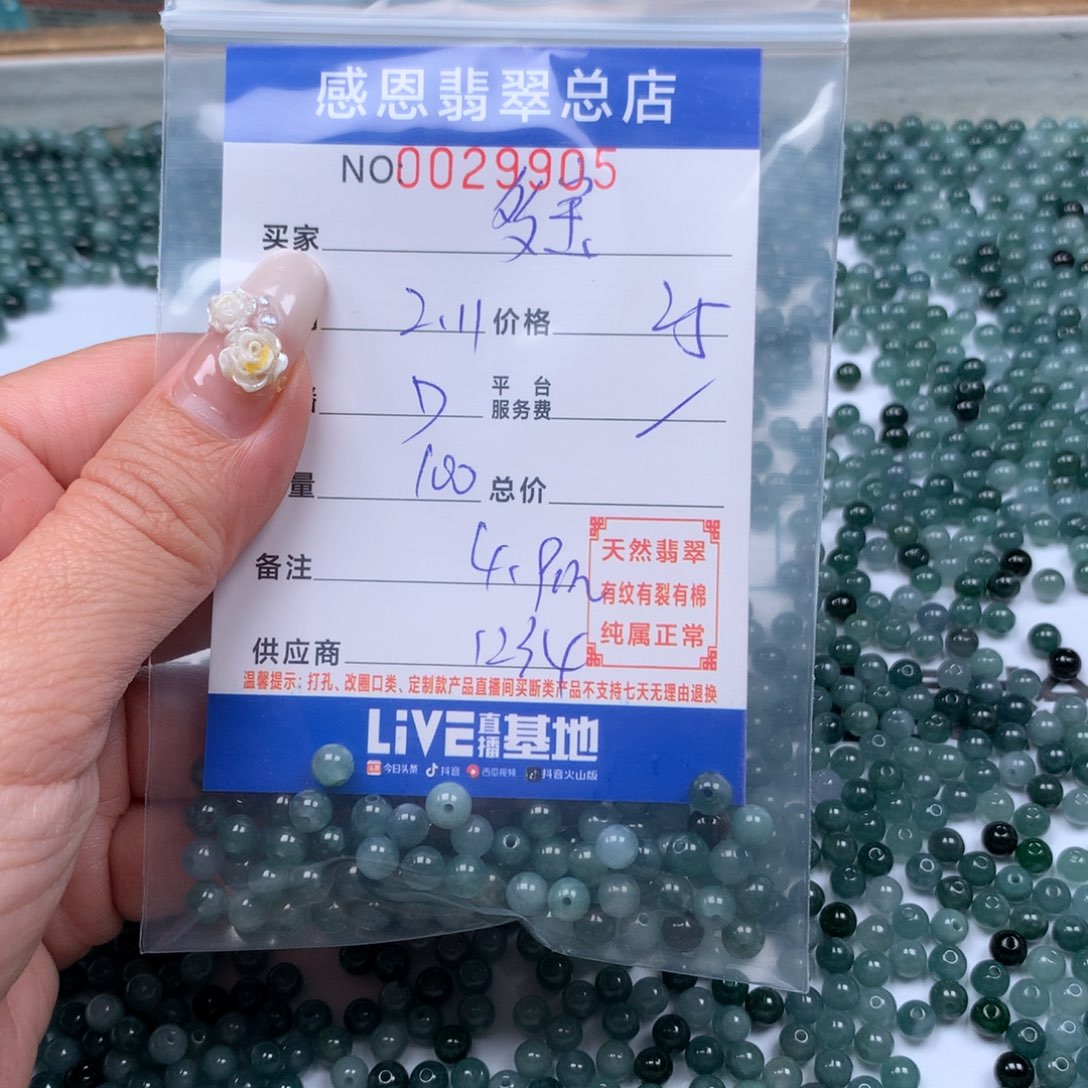 感恩翡翠总店
NO:0029905
买家
2.11 价格 25
平台服务费 /
量 100 总价
备注 4.9m
天然翡翠
有纹有裂有棉
纯属正常
供应商 1234
温馨提示：打孔、改圈口类、定制款产品直播间买断类产品不支持七天无理由退换
LiVE直播基地
今日头条 抖音 西瓜视频 抖音火山版